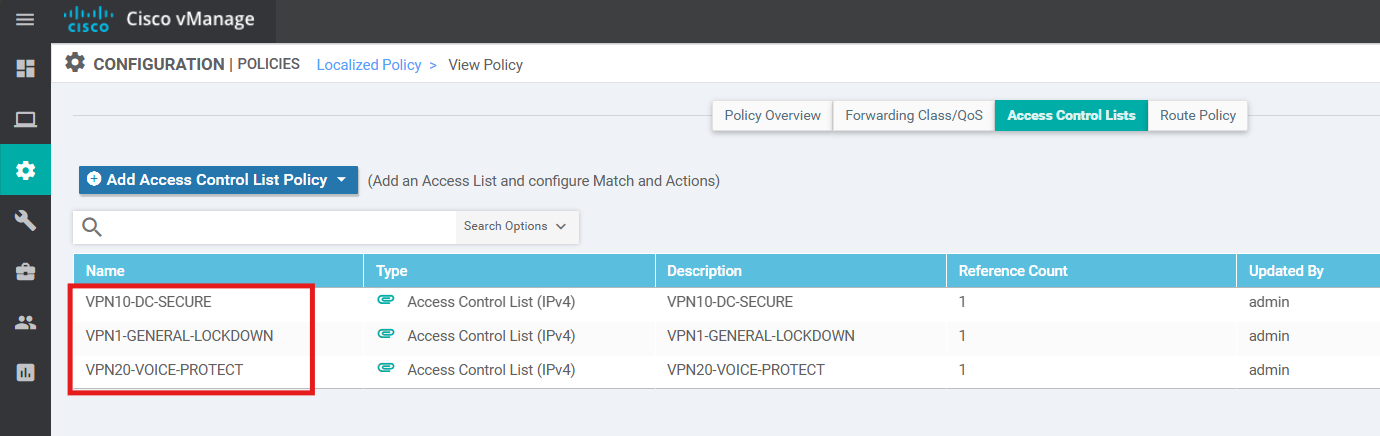 CISCO Cisco vManage
CONFIGURATION | POLICIES Localized Policy > View Policy
Policy Overview Forwarding Class/QoS Access Control Lists Route Policy
Add Access Control List Policy (Add an Access List and configure Match and Actions)
Search Options
Name Type Description Reference Count Updated By
VPN10-DC-SECURE Access Control List (IPv4) VPN10-DC-SECURE 1 admin
VPN1-GENERAL-LOCKDOWN Access Control List (IPv4) VPN1-GENERAL-LOCKDOWN 1 admin
VPN20-VOICE-PROTECT Access Control List (IPv4) VPN20-VOICE-PROTECT 1 admin